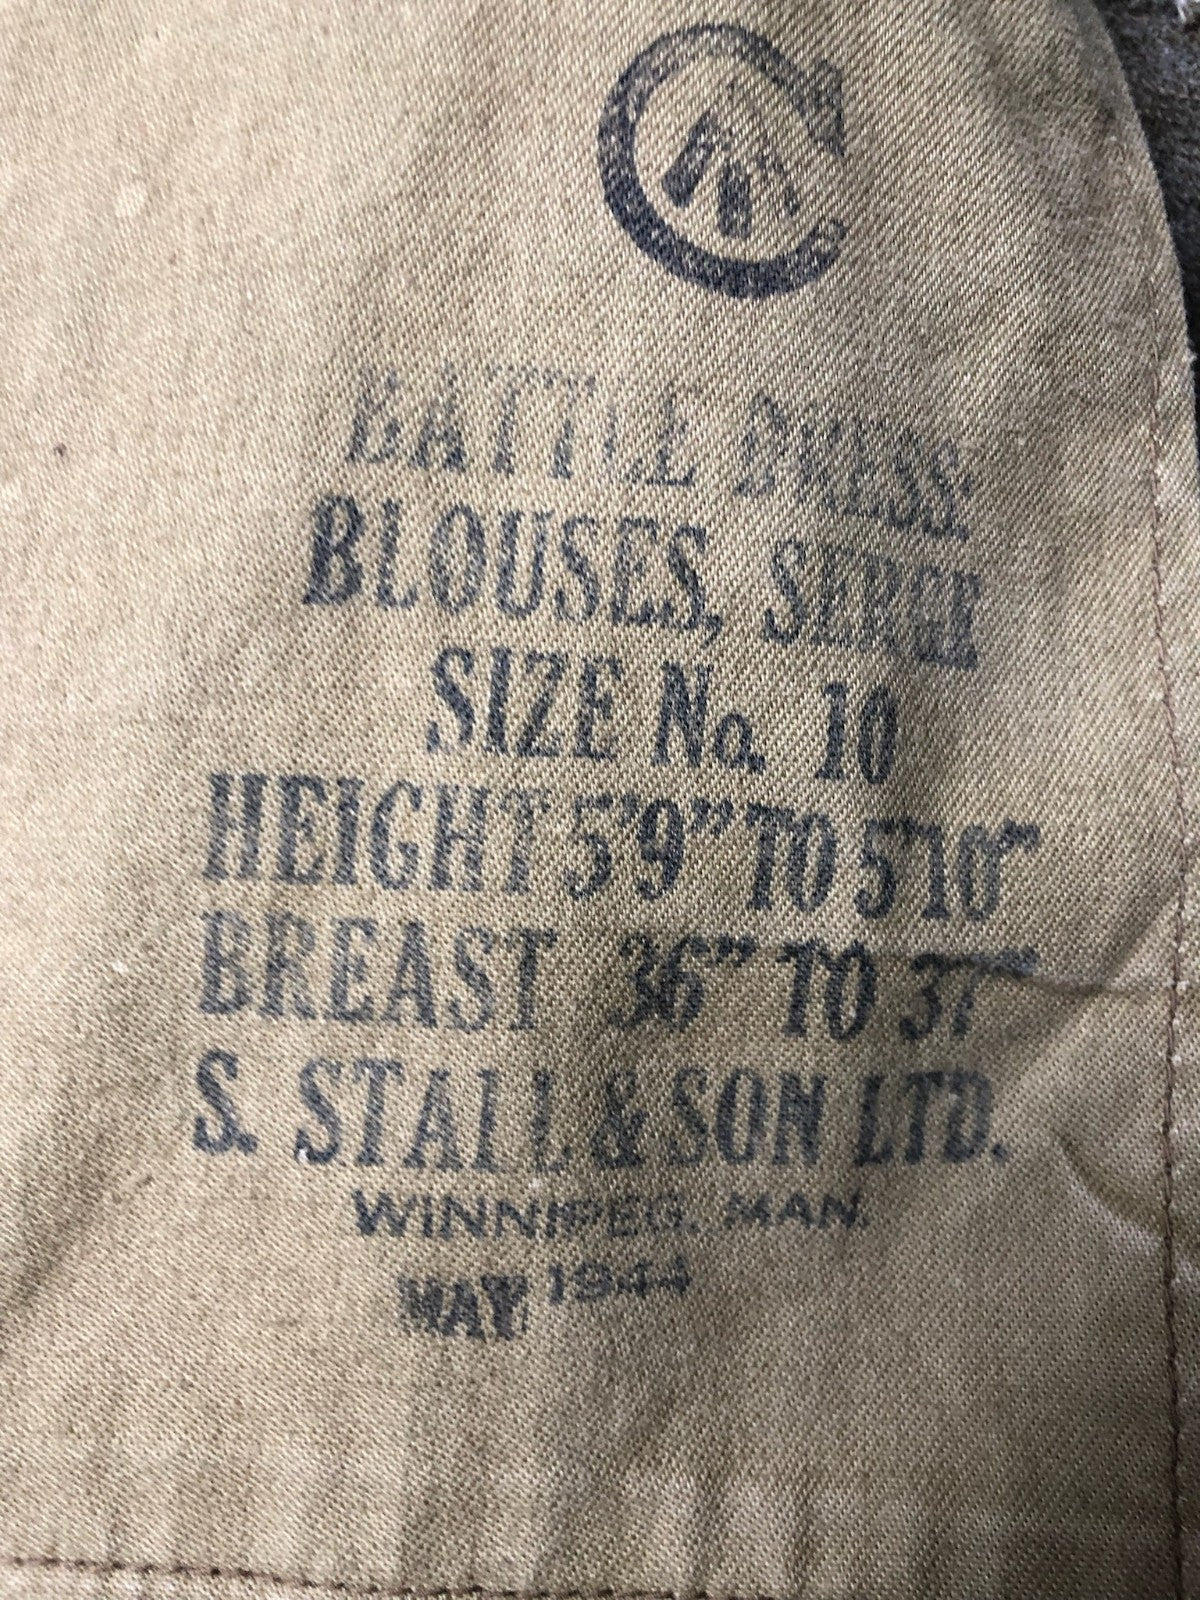 BATTLE DRESS.
BLOUSES, SERGE
SIZE No. 10
HEIGHT 5'9" TO 5'10"
BREAST 36" TO 37"
S. STALL & SON LTD.
WINNIPEG, MAN.
MAY 1944